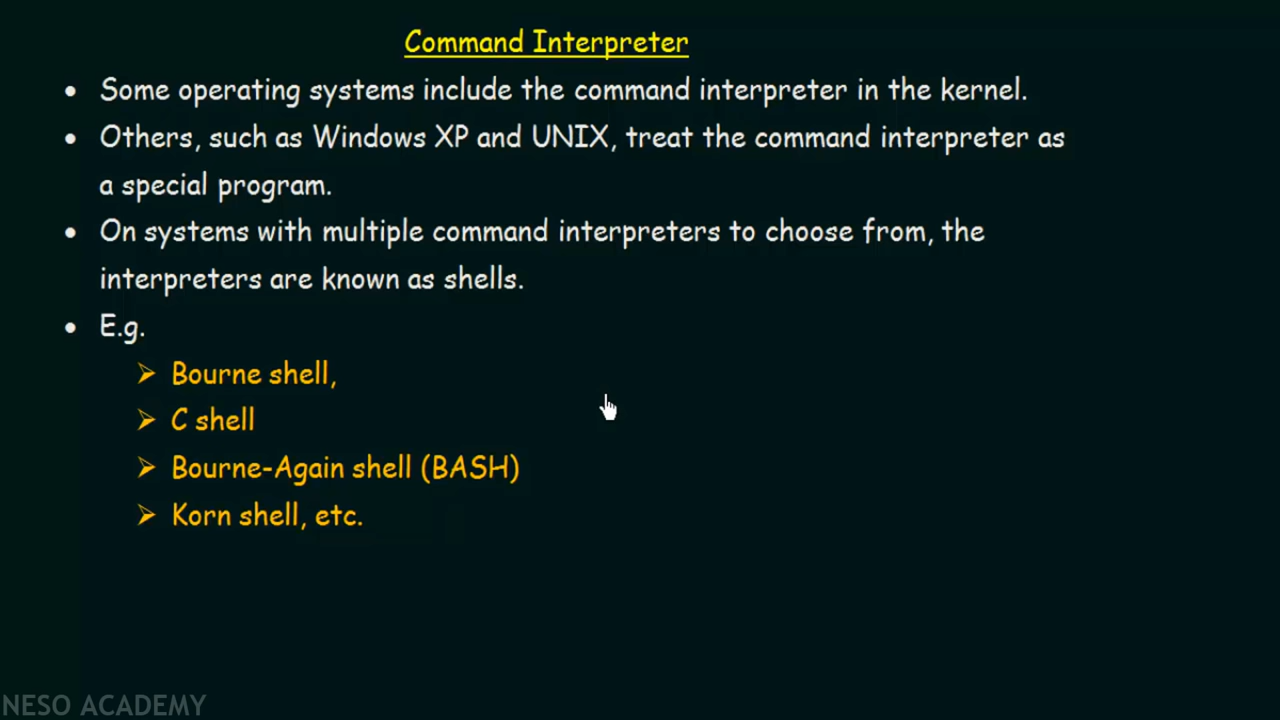 Command Interpreter
• Some operating systems include the command interpreter in the kernel.
• Others, such as Windows XP and UNIX, treat the command interpreter as
a special program.
• On systems with multiple command interpreters to choose from, the
interpreters are known as shells.
• E.g.
➢ Bourne shell,
➢ C shell
➢ Bourne-Again shell (BASH)
➢ Korn shell, etc.
NESO ACADEMY